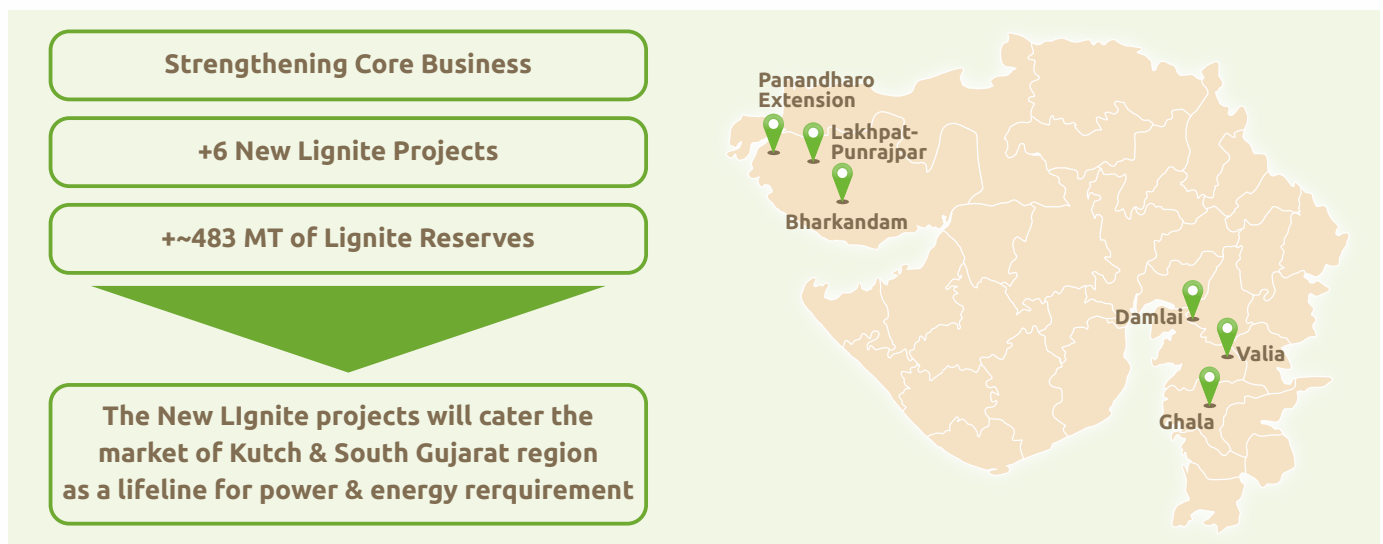 Strengthening Core Business
+6 New Lignite Projects
+~483 MT of Lignite Reserves
The New LIgnite projects will cater the
market of Kutch & South Gujarat region
as a lifeline for power & energy rerquirement
Panandharo
Extension
Lakhpat-
Punrajpar
Bharkandam
Damlai
Valia
Ghala